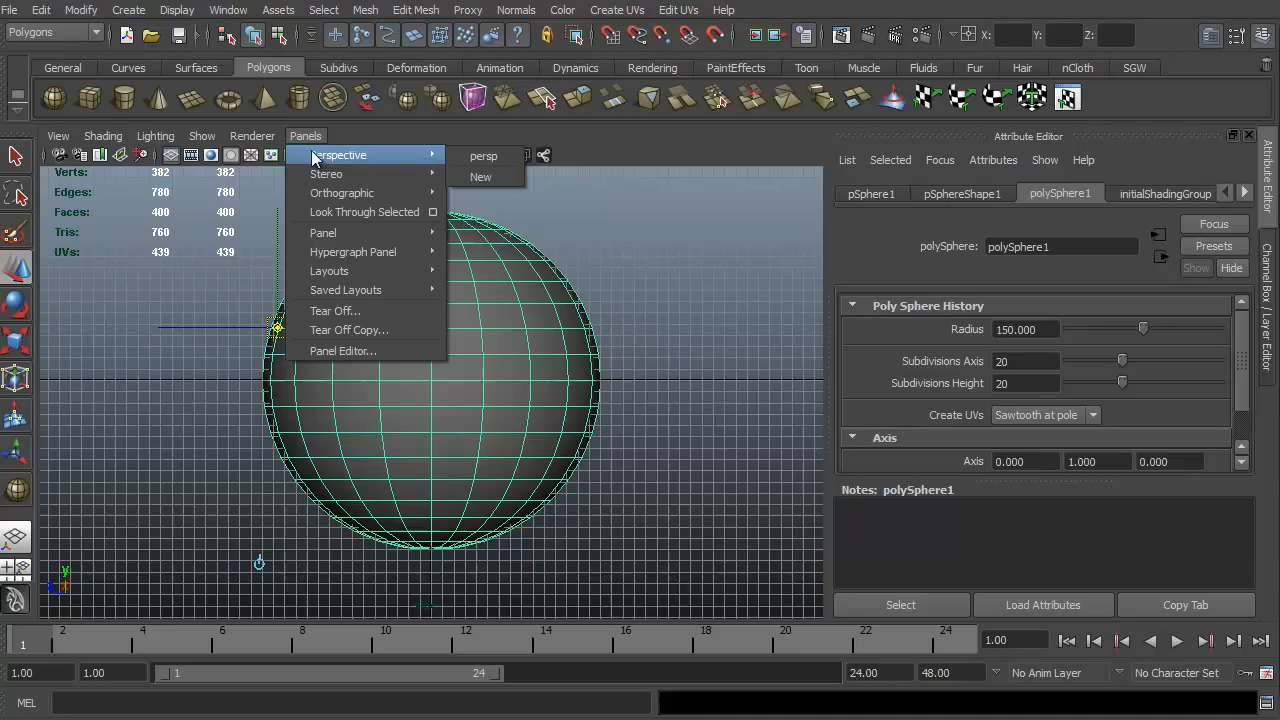 File Edit Modify Create Display Window Assets Select Mesh Edit Mesh Proxy Normals Color Create UVs Edit UVs Help
Polygons
X: Y: Z:
General Curves Surfaces Polygons Subdivs Deformation Animation Dynamics Rendering PaintEffects Toon Muscle Fluids Fur Hair nCloth SGW
View Shading Lighting Show Renderer Panels
Attribute Editor
Perspective
persp
Stereo
New
Orthographic
Look Through Selected
Panel
Hypergraph Panel
Layouts
Saved Layouts
Tear Off...
Tear Off Copy...
Panel Editor...
Verts: 382 382
Edges: 780 780
Faces: 400 400
Tris: 760 760
UVs: 439 439
List Selected Focus Attributes Show Help
pSphere1 pSphereShape1 polySphere1 initialShadingGroup
polySphere: polySphere1
Focus
Presets
Show Hide
Poly Sphere History
Radius 150.000
Subdivisions Axis 20
Subdivisions Height 20
Create UVs Sawtooth at pole
Axis
Axis 0.000 1.000 0.000
Notes: polySphere1
Select Load Attributes Copy Tab
Attribute Editor
Channel Box / Layer Editor
y
z x
1 2 4 6 8 10 12 14 16 18 20 22 24
1.00
1.00 1.00 1 24 24.00 48.00 No Anim Layer No Character Set
MEL